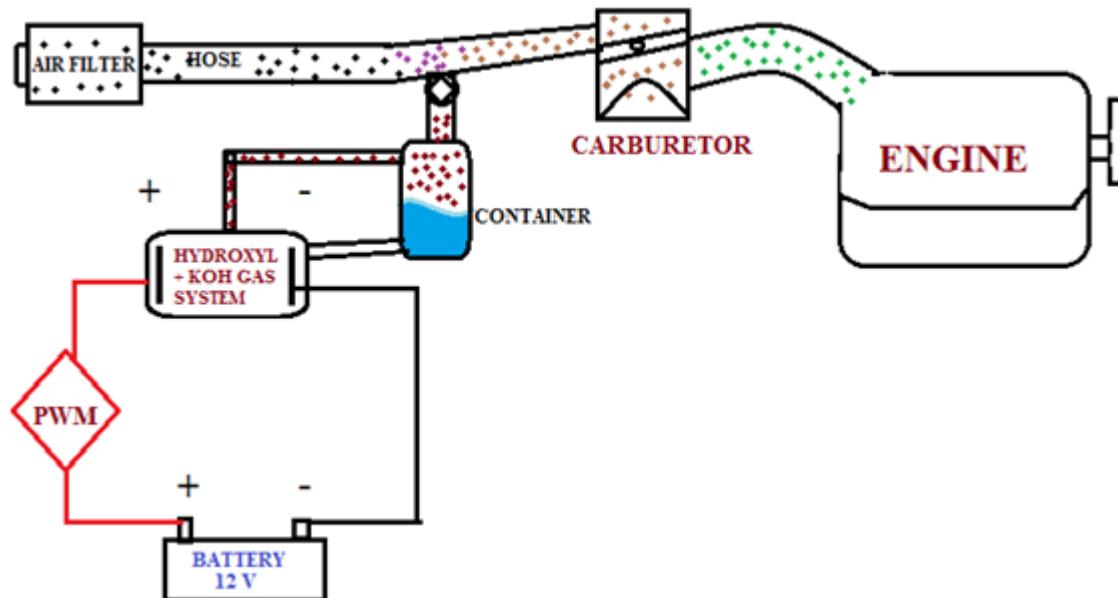 AIR FILTER
HOSE
CARBURETOR
ENGINE
+ -
CONTAINER
HYDROXYL
+ KOH GAS
SYSTEM
PWM
+ -
BATTERY
12 V